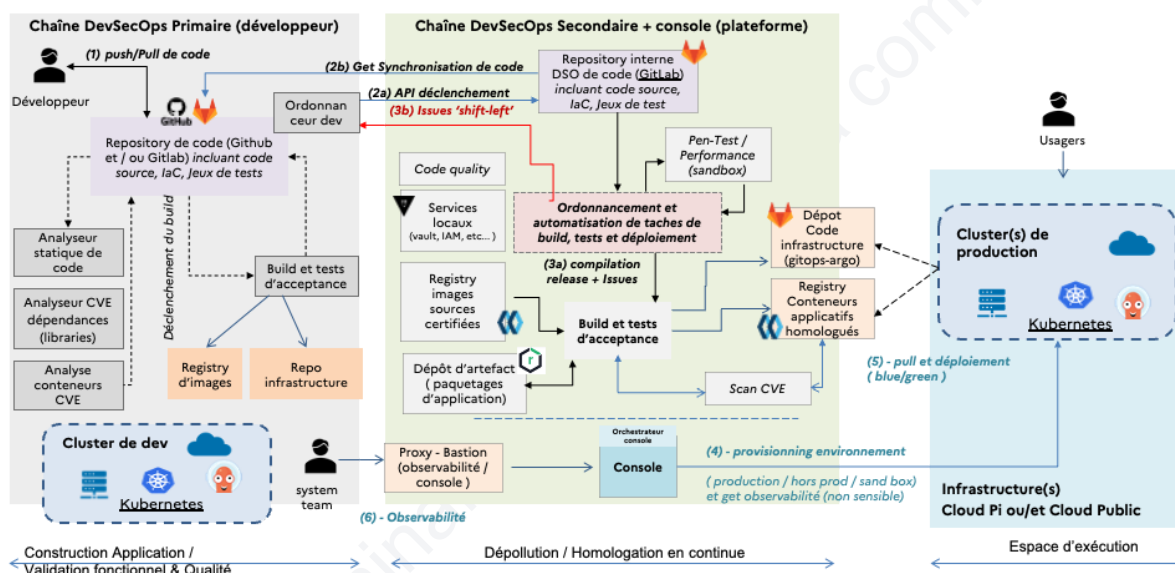 Chaîne DevSecOps Primaire (développeur)
(1) push/Pull de code
Développeur
GitHub
Ordonnan
ceur dev
Repository de code (Github
et / ou Gitlab) incluant code
source, IaC, Jeux de tests
Déclenchement du build
Analyseur
statique de
code
Analyseur CVE
dépendances
(libraries)
Analyse
conteneurs
CVE
Build et tests
d'acceptance
Registry
d'images
Repo
infrastructure
Cluster de dev
Kubernetes
system
team
Chaîne DevSecOps Secondaire + console (plateforme)
(2b) Get Synchronisation de code
(2a) API déclenchement
(3b) Issues 'shift-left'
Repository interne
DSO de code (GitLab)
incluant code source,
IaC, Jeux de test
Pen-Test /
Performance
(sandbox)
Code quality
Services
locaux
(vault, IAM, etc... )
Ordonnancement et
automatisation de taches de
build, tests et déploiement
(3a) compilation
release + Issues
Registry
images
sources
certifiées
Build et tests
d'acceptance
Dépôt d'artefact
( paquetages
d'application)
Scan CVE
Dépot
Code
infrastructure
(gitops-argo)
Registry
Conteneurs
applicatifs
homologués
Proxy - Bastion
(observabilité /
console )
Orchestrateur
console
Console
(4) - provisionning environnement
( production / hors prod / sand box)
et get observabilité (non sensible)
(6) - Observabilité
Usagers
Cluster(s) de
production
Kubernetes
(5) - pull et déploiement
( blue/green )
Infrastructure(s)
Cloud Pi ou/et Cloud Public
Construction Application /
Validation fonctionnel & Qualité
Dépollution / Homologation en continue
Espace d'exécution